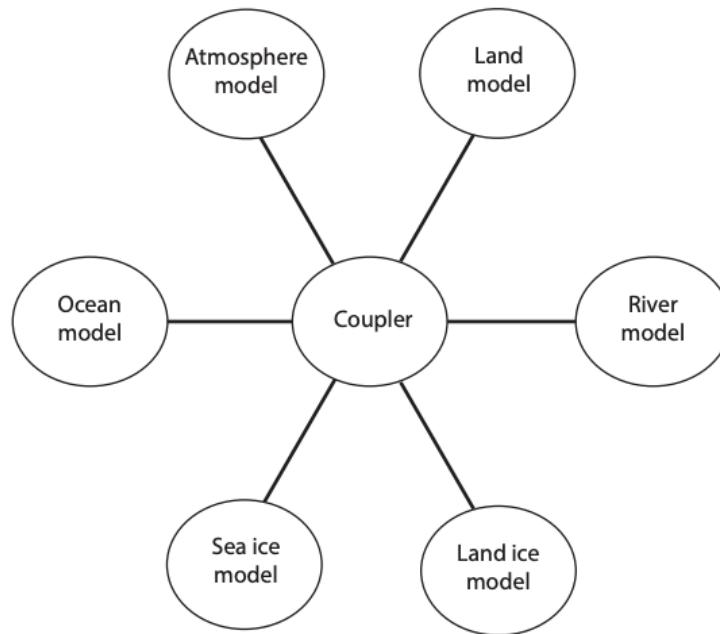 Atmosphere
model
Land
model
Ocean
model
Coupler
River
model
Sea ice
model
Land ice
model